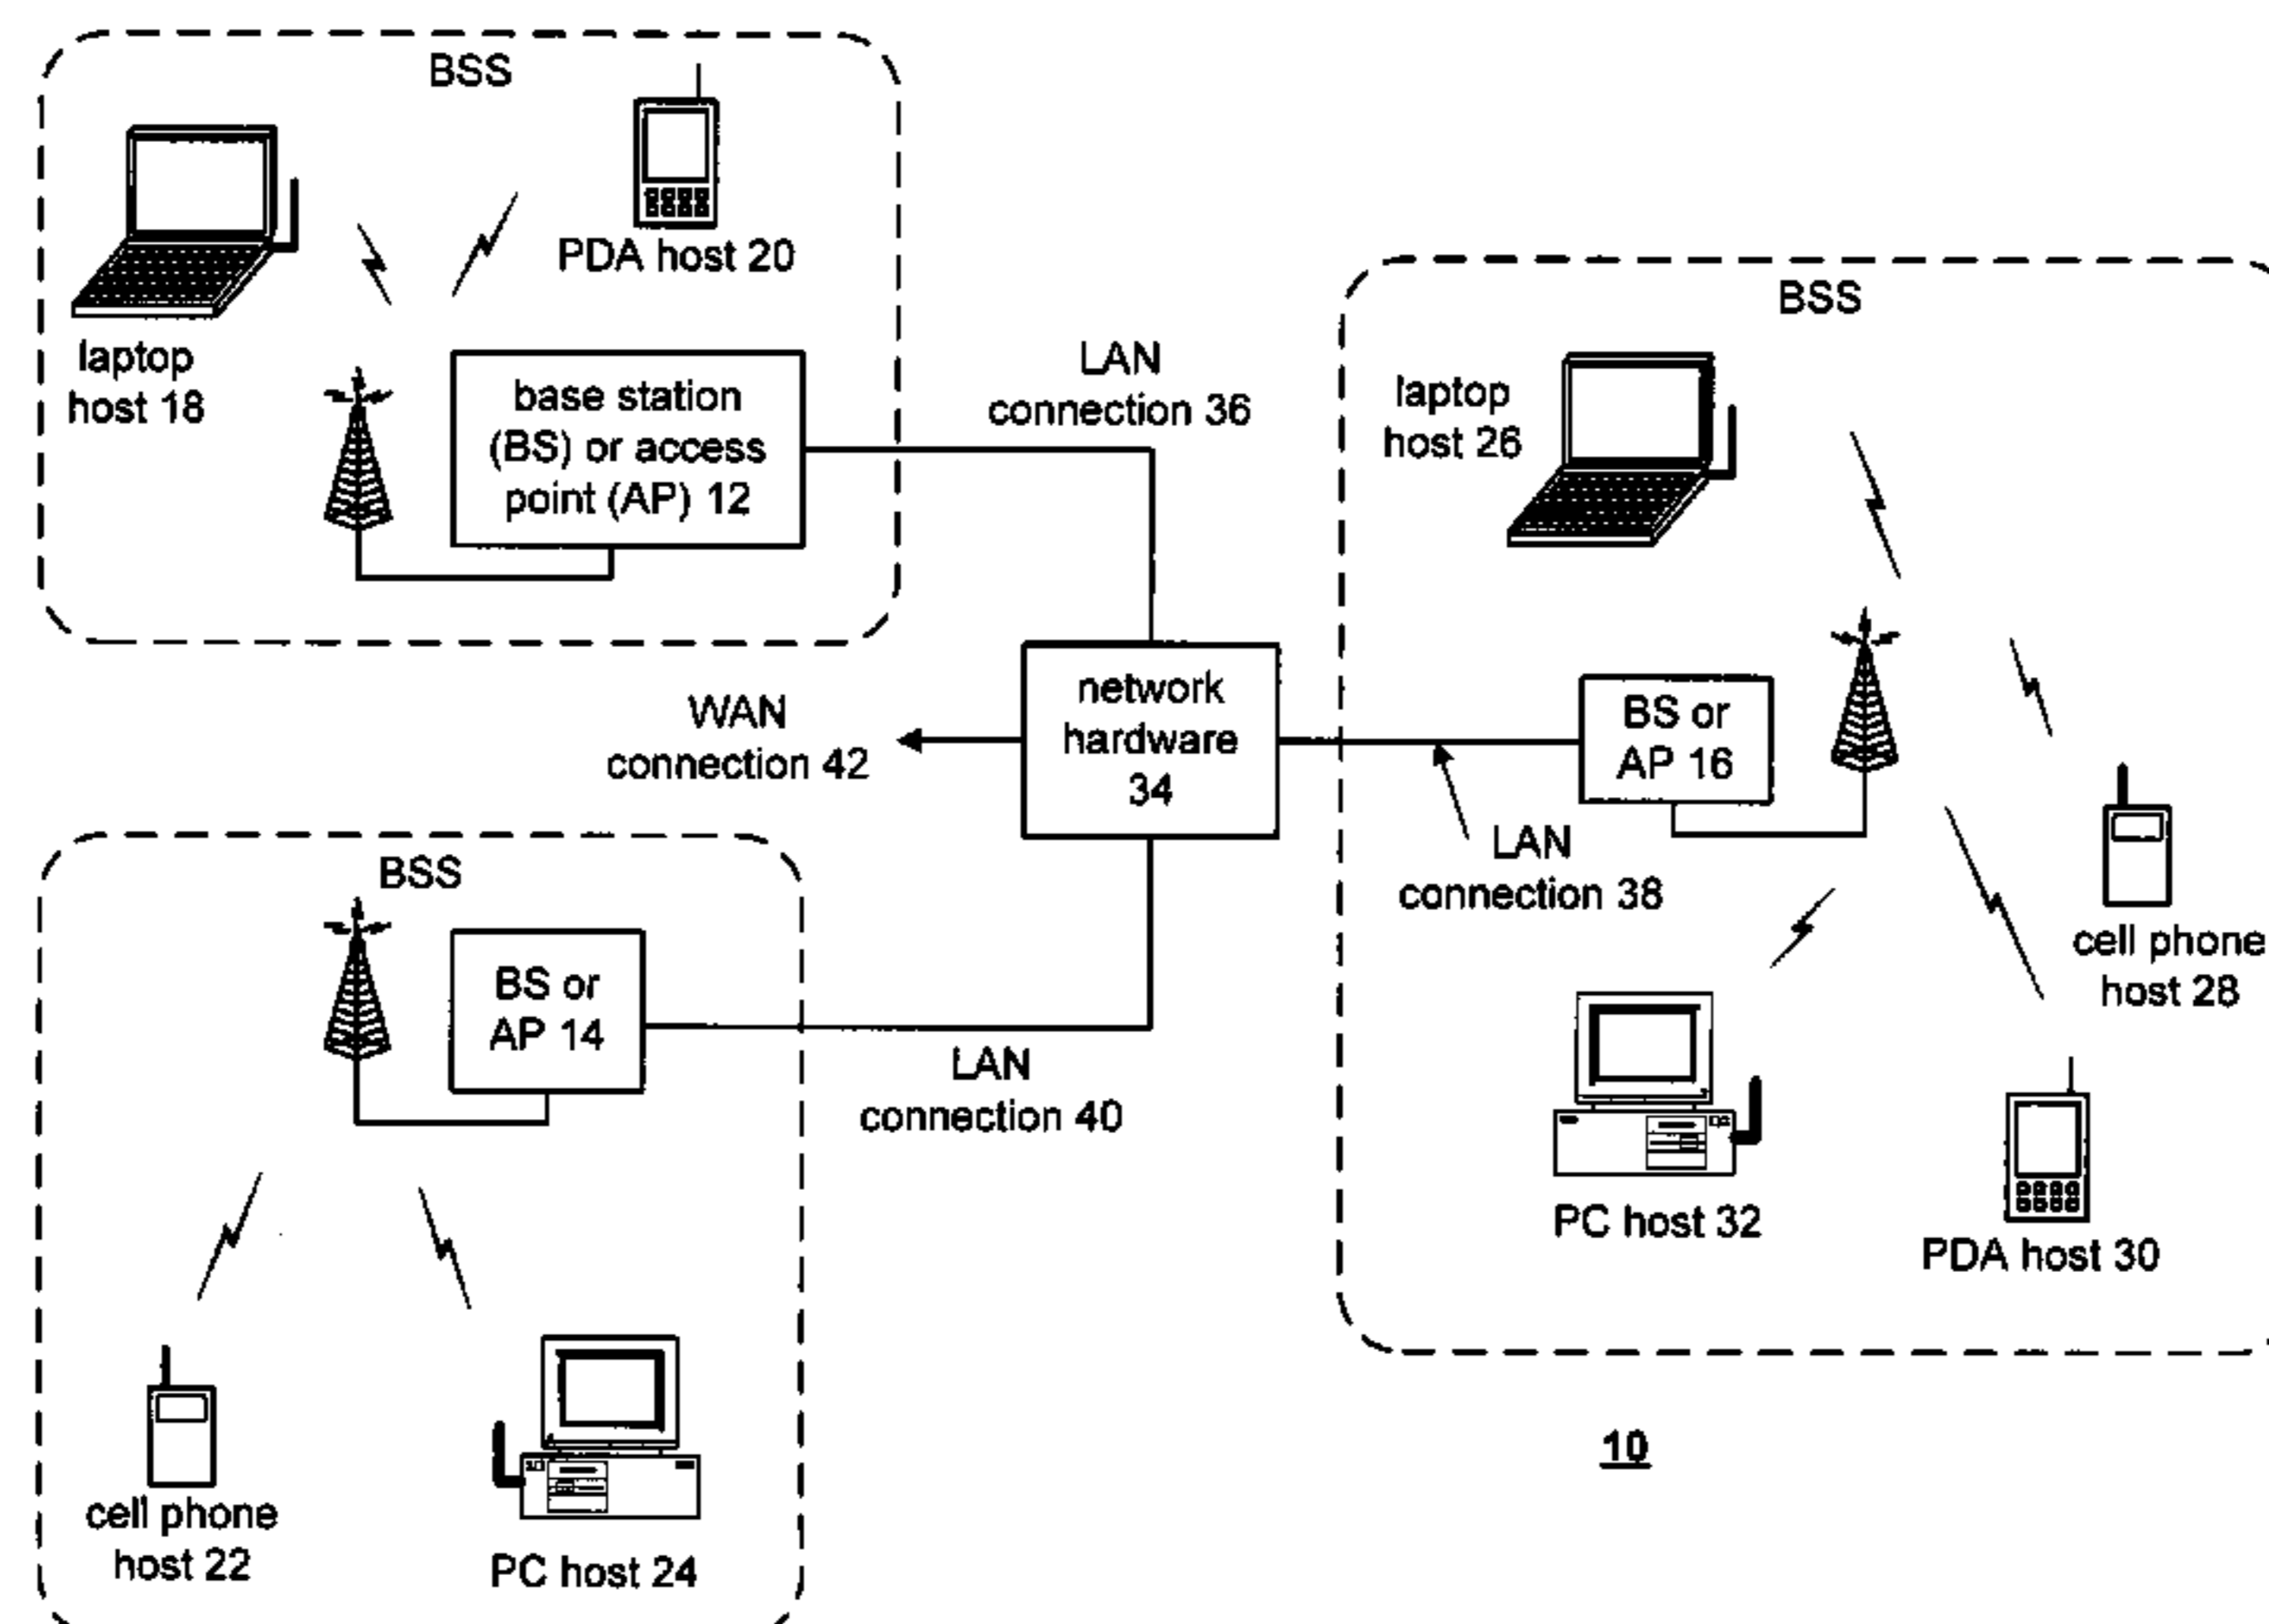 BSS
PDA host 20
laptop
host 18
base station
(BS) or access
point (AP) 12
LAN
connection 36
BSS
laptop
host 26
network
hardware
34
WAN
connection 42
BS or
AP 16
LAN
connection 38
cell phone
host 28
PC host 32
PDA host 30
BSS
BS or
AP 14
LAN
connection 40
cell phone
host 22
PC host 24
10